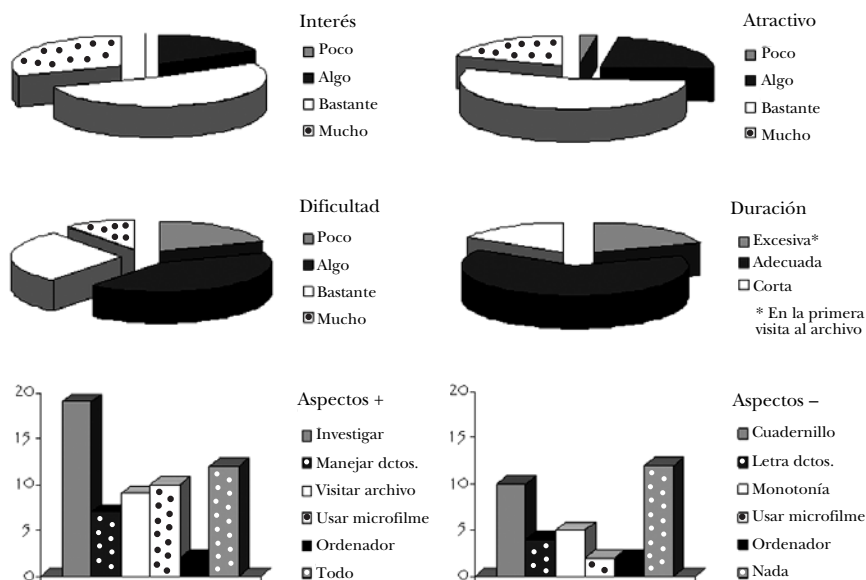 Interés
Poco
Algo
Bastante
Mucho
Atractivo
Poco
Algo
Bastante
Mucho
Dificultad
Poco
Algo
Bastante
Mucho
Duración
Excesiva*
Adecuada
Corta
* En la primera
visita al archivo
20
15
10
5
0
Aspectos +
Investigar
Manejar dctos.
Visitar archivo
Usar microfilme
Ordenador
Todo
20
15
10
5
0
Aspectos –
Cuadernillo
Letra dctos.
Monotonía
Usar microfilme
Ordenador
Nada